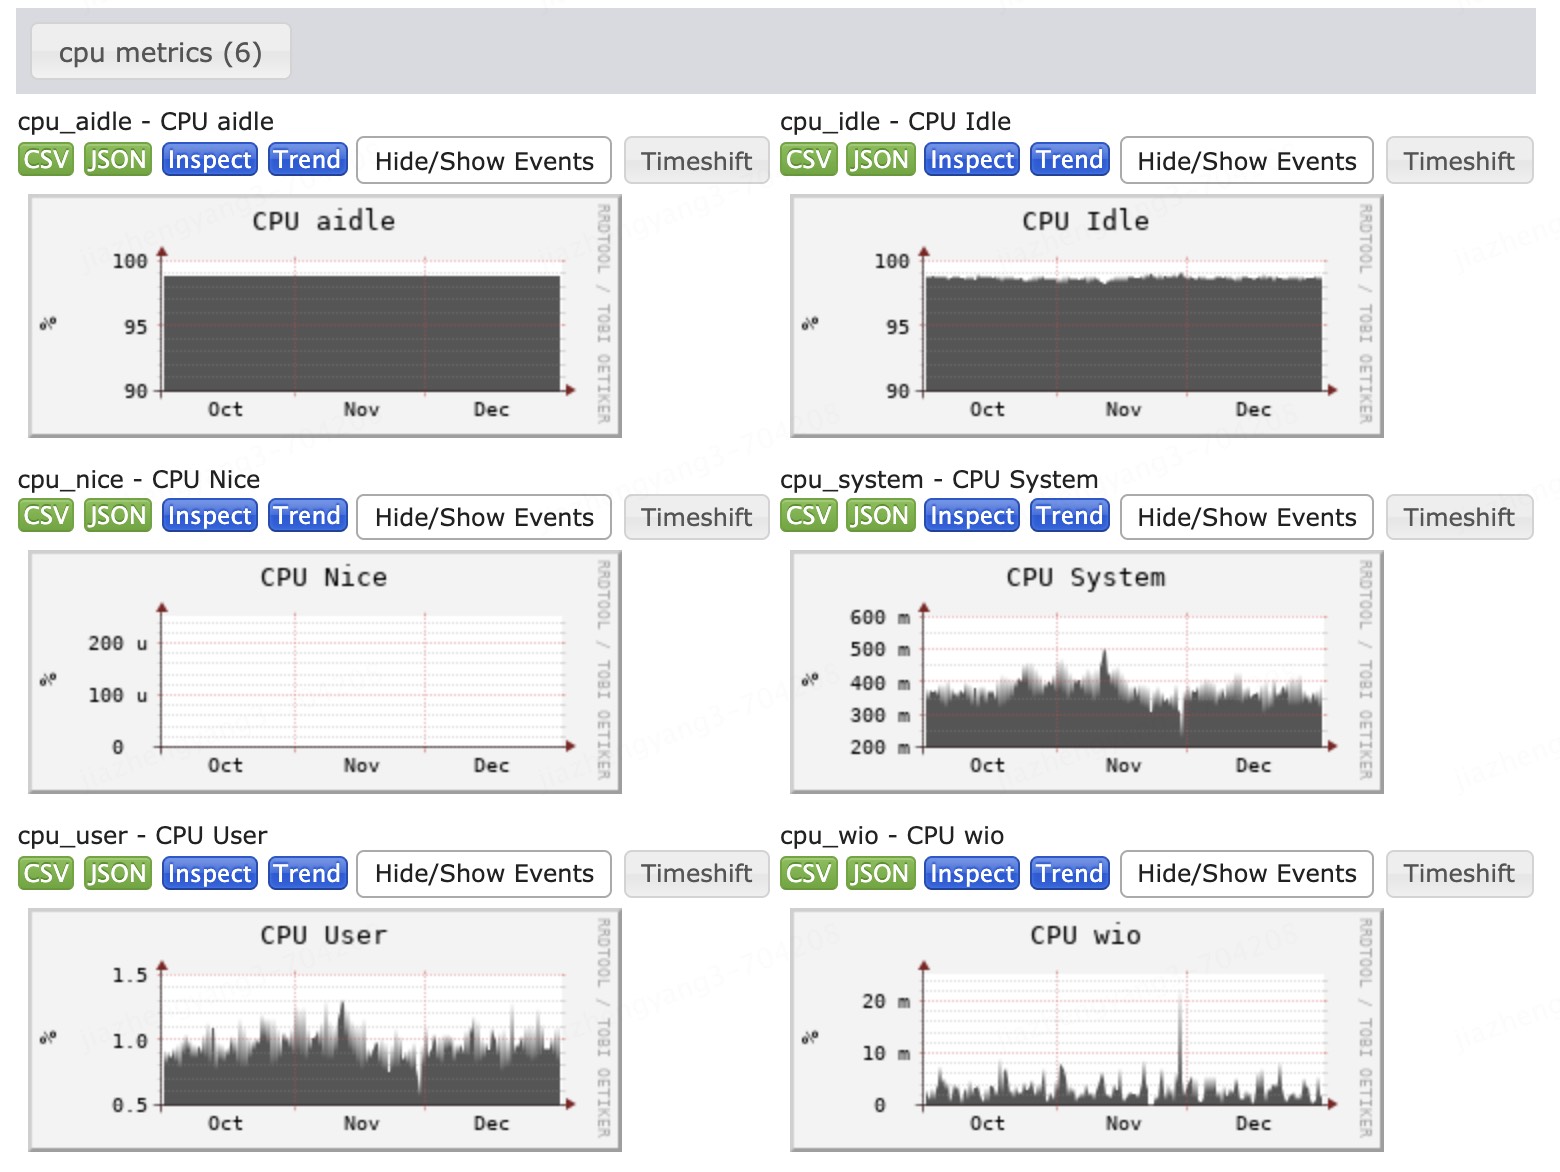 cpu metrics (6)
cpu_aidle - CPU aidle
CSV JSON Inspect Trend Hide/Show Events Timeshift
CPU aidle
100
95
90
%
Oct Nov Dec
RRDTOOL / TOBI OETIKER
cpu_idle - CPU Idle
CSV JSON Inspect Trend Hide/Show Events Timeshift
CPU Idle
100
95
90
%
Oct Nov Dec
RRDTOOL / TOBI OETIKER
cpu_nice - CPU Nice
CSV JSON Inspect Trend Hide/Show Events Timeshift
CPU Nice
200 u
100 u
0
%
Oct Nov Dec
RRDTOOL / TOBI OETIKER
cpu_system - CPU System
CSV JSON Inspect Trend Hide/Show Events Timeshift
CPU System
600 m
500 m
400 m
300 m
200 m
%
Oct Nov Dec
RRDTOOL / TOBI OETIKER
cpu_user - CPU User
CSV JSON Inspect Trend Hide/Show Events Timeshift
CPU User
1.5
1.0
0.5
%
Oct Nov Dec
RRDTOOL / TOBI OETIKER
cpu_wio - CPU wio
CSV JSON Inspect Trend Hide/Show Events Timeshift
CPU wio
20 m
10 m
0
%
Oct Nov Dec
RRDTOOL / TOBI OETIKER